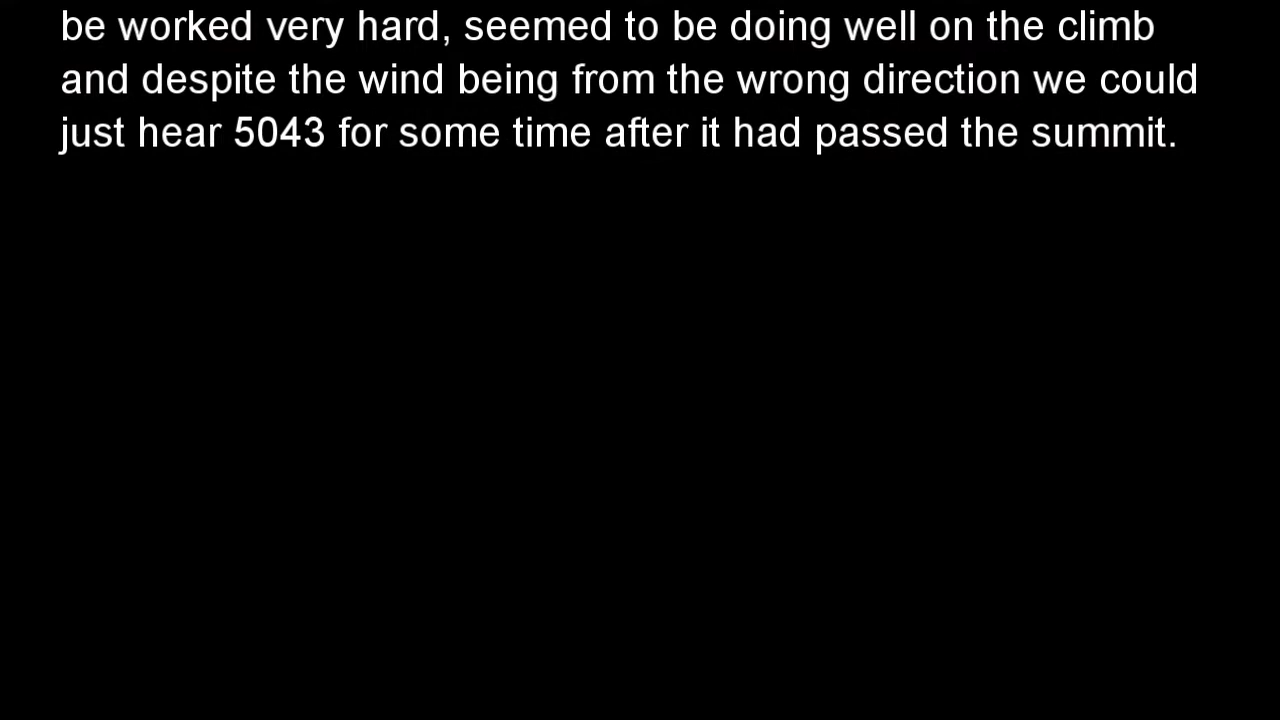 be worked very hard, seemed to be doing well on the climb
and despite the wind being from the wrong direction we could
just hear 5043 for some time after it had passed the summit.